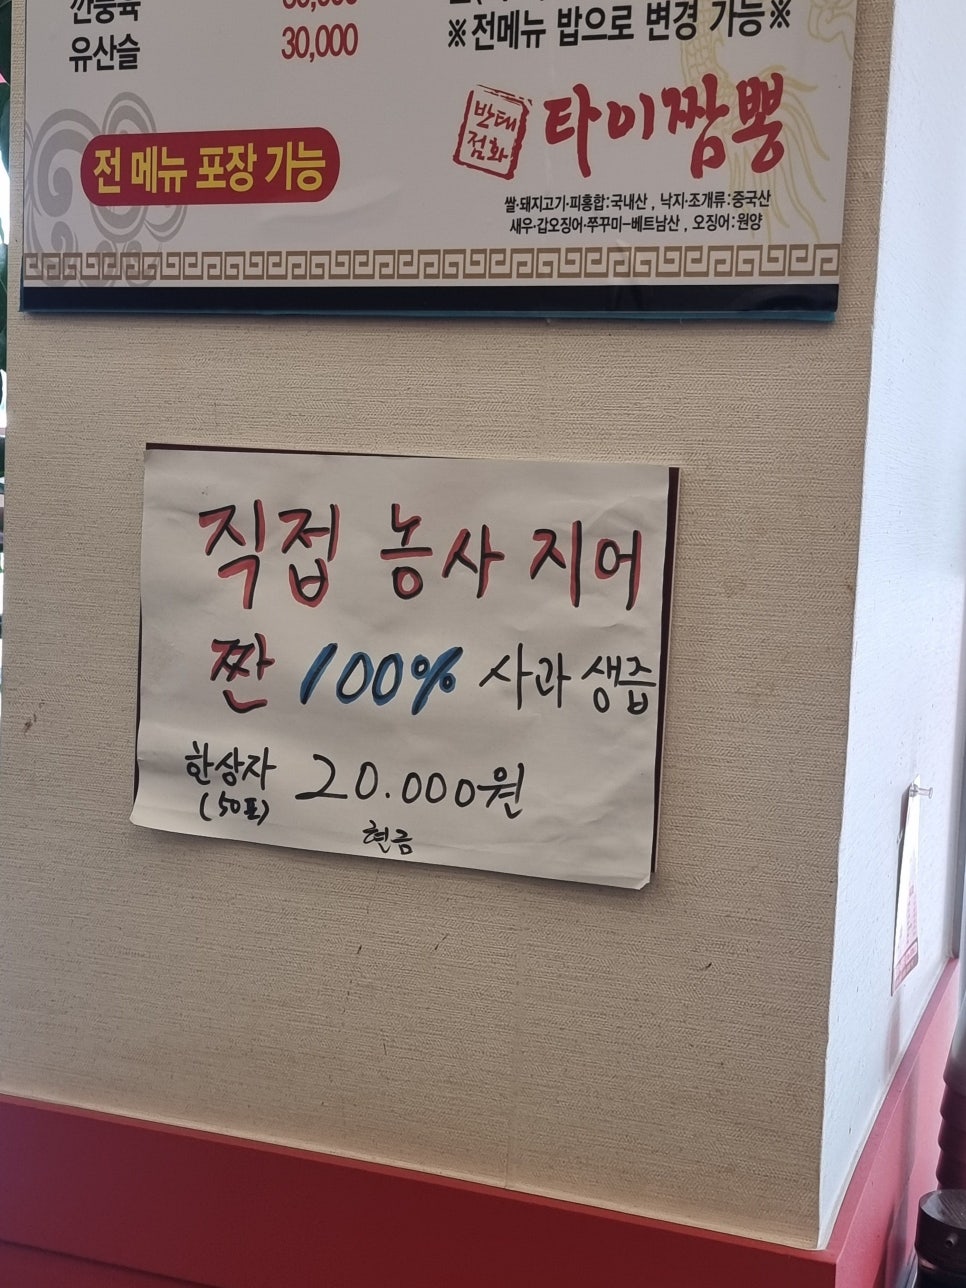 유산슬 30,000
※전메뉴 밥으로 변경 가능※
전 메뉴 포장 가능
반태
점화
타이짬뽕
쌀·돼지고기·피홍합:국내산 , 낙지·조개류:중국산
새우·갑오징어·쭈꾸미-베트남산 , 오징어:원양
직접 농사 지어
짠 100% 사과 생즙
한상자 20.000원
(50포)
현금